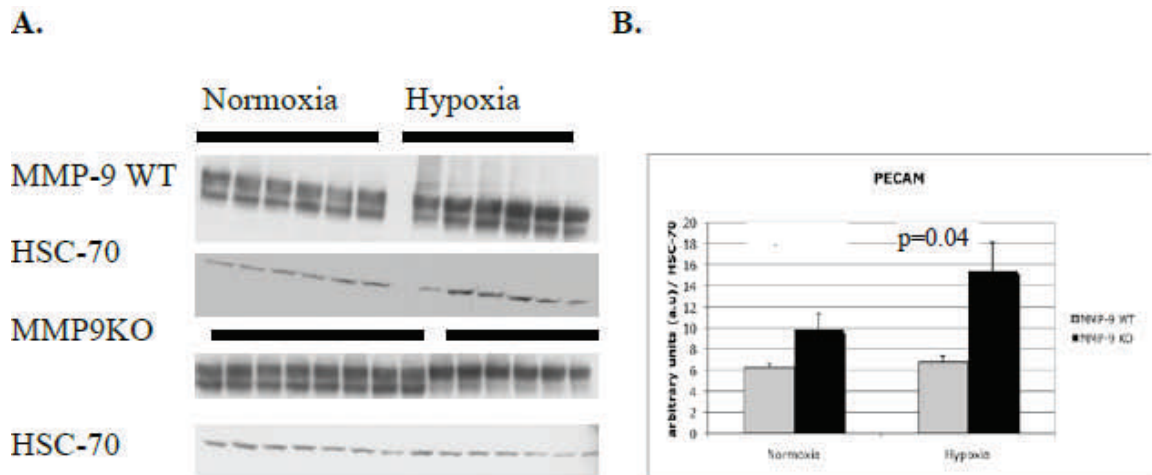 A.
B.
Normoxia Hypoxia
MMP-9 WT
HSC-70
MMP9KO
HSC-70
PECAM
arbitrary units (a.u)/ HSC-70
20
18
16
14
12
10
8
6
4
2
0
p=0.04
Normoxia Hypoxia
MMP-9 WT
MMP-9 KO